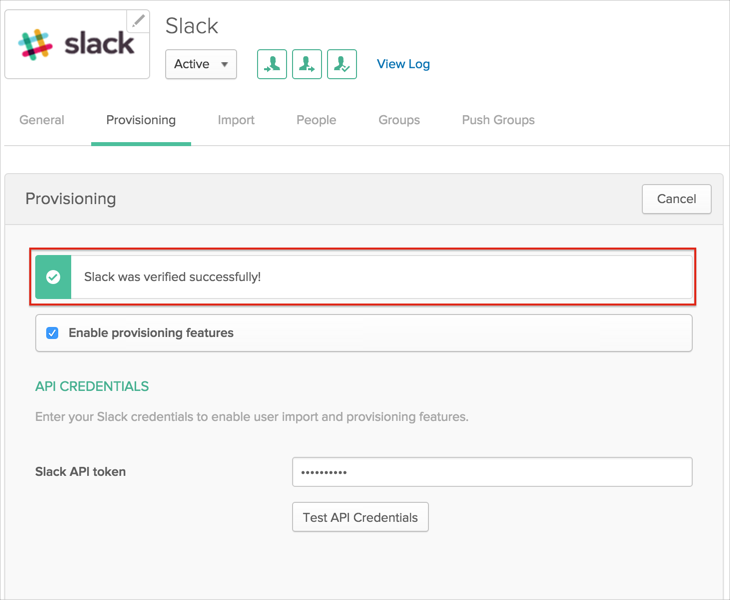 slack
Slack
Active
View Log
General Provisioning Import People Groups Push Groups
Provisioning
Cancel
Slack was verified successfully!
Enable provisioning features
API CREDENTIALS
Enter your Slack credentials to enable user import and provisioning features.
Slack API token
••••••••••
Test API Credentials